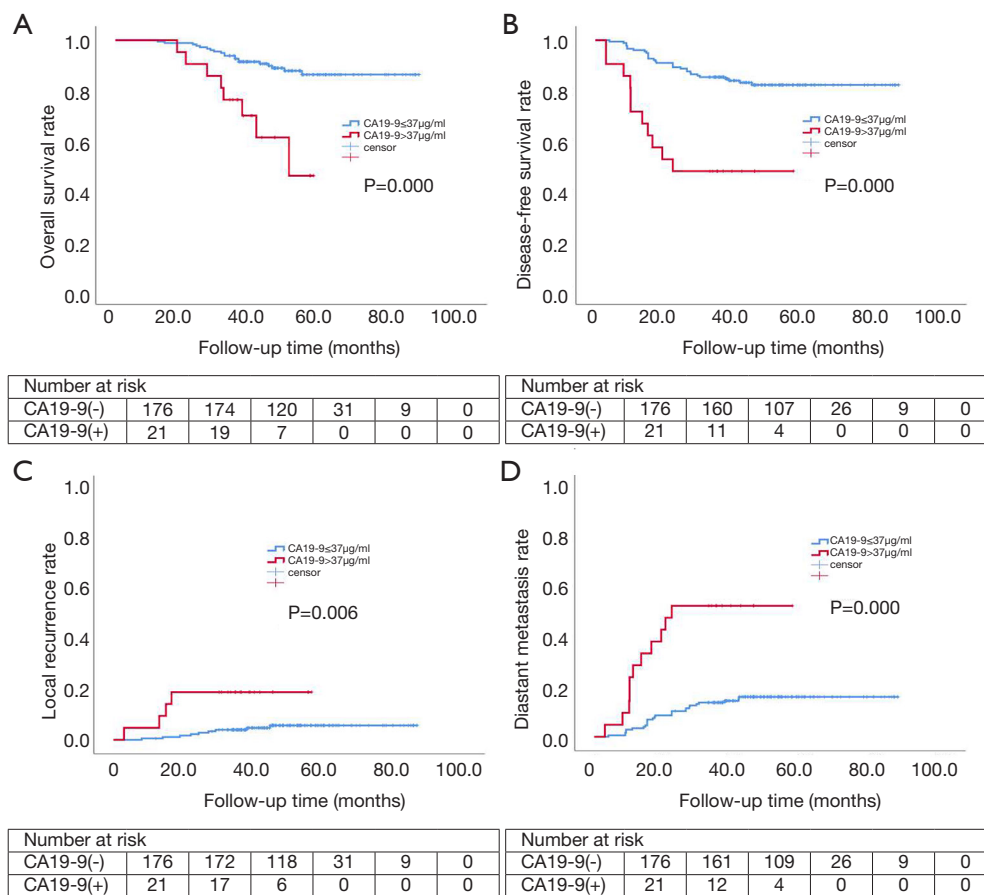 A
Overall survival rate
1.0
0.8
0.6
0.4
0.2
0.0
CA19-9≤37μg/ml
CA19-9>37μg/ml
censor
P=0.000
0 20.0 40.0 60.0 80.0 100.0
Follow-up time (months)
Number at risk
CA19-9(-) 176 174 120 31 9 0
CA19-9(+) 21 19 7 0 0 0
B
Disease-free survival rate
1.0
0.8
0.6
0.4
0.2
0.0
CA19-9≤37μg/ml
CA19-9>37μg/ml
censor
P=0.000
0 20.0 40.0 60.0 80.0 100.0
Follow-up time (months)
Number at risk
CA19-9(-) 176 160 107 26 9 0
CA19-9(+) 21 11 4 0 0 0
C
Local recurrence rate
1.0
0.8
0.6
0.4
0.2
0.0
CA19-9≤37μg/ml
CA19-9>37μg/ml
censor
P=0.006
0 20.0 40.0 60.0 80.0 100.0
Follow-up time (months)
Number at risk
CA19-9(-) 176 172 118 31 9 0
CA19-9(+) 21 17 6 0 0 0
D
Diastant metastasis rate
1.0
0.8
0.6
0.4
0.2
0.0
CA19-9≤37μg/ml
CA19-9>37μg/ml
censor
P=0.000
0 20.0 40.0 60.0 80.0 100.0
Follow-up time (months)
Number at risk
CA19-9(-) 176 161 109 26 9 0
CA19-9(+) 21 12 4 0 0 0